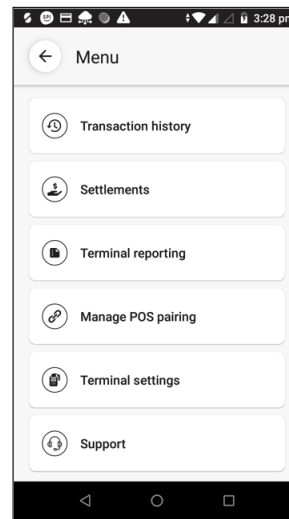 3:28 pm
Menu
Transaction history
Settlements
Terminal reporting
Manage POS pairing
Terminal settings
Support